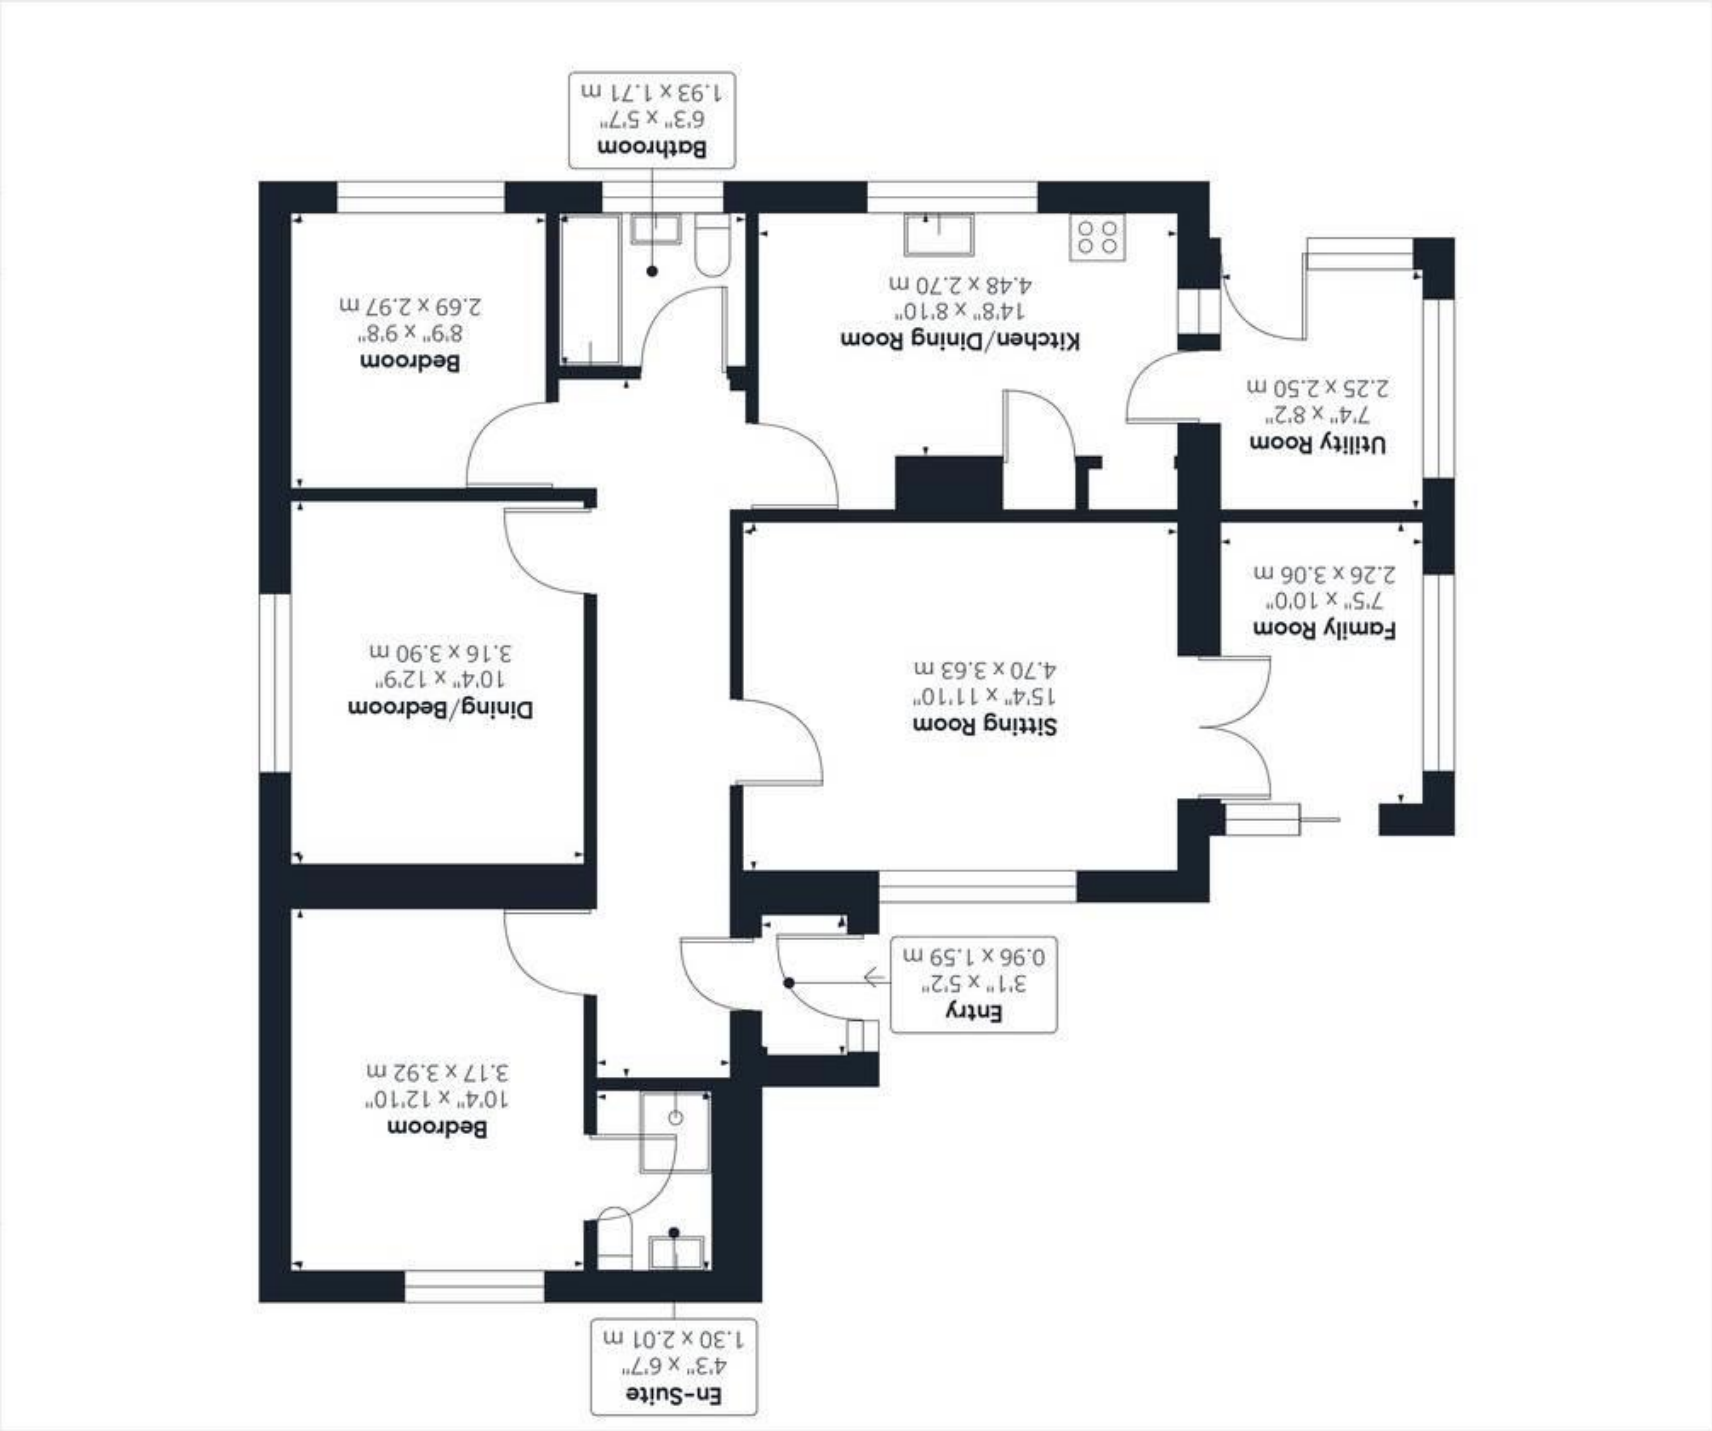 En-Suite
4'3" x 6'7"
1.30 x 2.01 m
Bedroom
10'4" x 12'10"
3.17 x 3.92 m
Entry
3'1" x 5'2"
0.96 x 1.59 m
Sitting Room
15'4" x 11'10"
4.70 x 3.63 m
Dining/Bedroom
10'4" x 12'9"
3.16 x 3.90 m
Family Room
7'5" x 10'0"
2.26 x 3.06 m
Utility Room
7'4" x 8'2"
2.25 x 2.50 m
Kitchen/Dining Room
14'8" x 8'10"
4.48 x 2.70 m
Bedroom
8'9" x 9'8"
2.69 x 2.97 m
Bathroom
6'3" x 5'7"
1.93 x 1.71 m